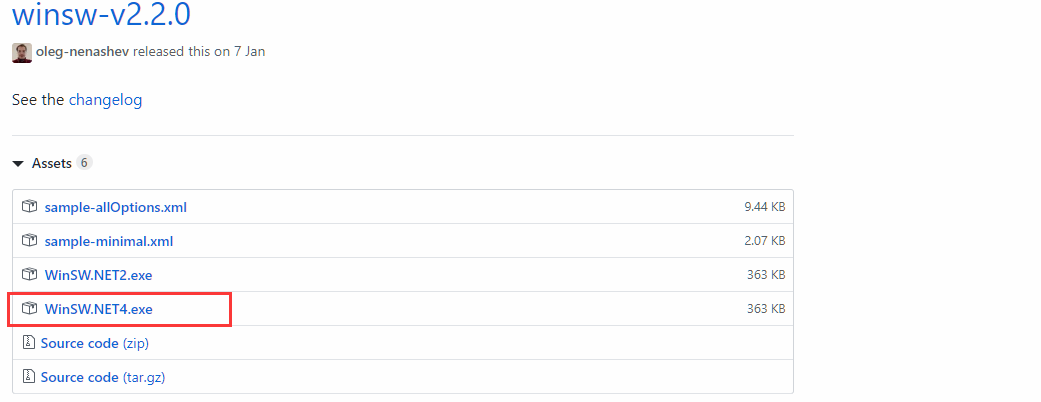 winsw-v2.2.0
oleg-nenashev released this on 7 Jan
See the changelog
Assets 6
sample-allOptions.xml 9.44 KB
sample-minimal.xml 2.07 KB
WinSW.NET2.exe 363 KB
WinSW.NET4.exe 363 KB
Source code (zip)
Source code (tar.gz)